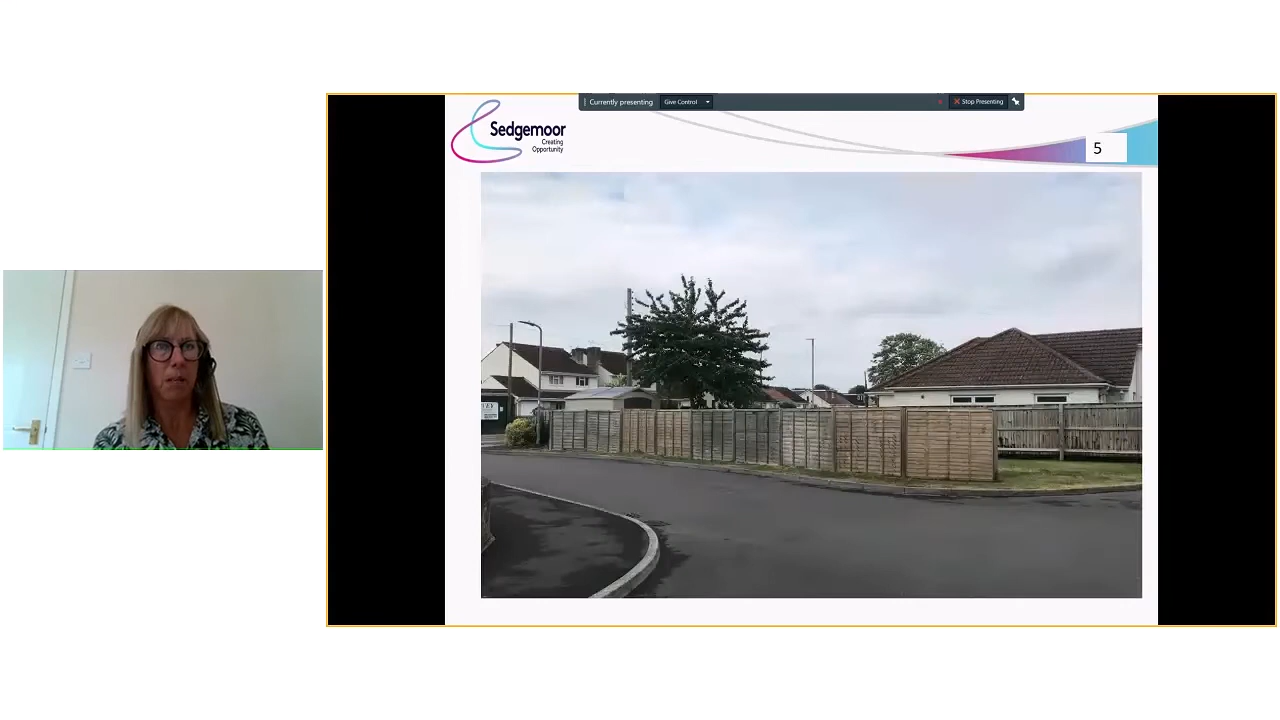 Currently presenting
Give Control
Stop Presenting
Sedgemoor
Creating
Opportunity
5